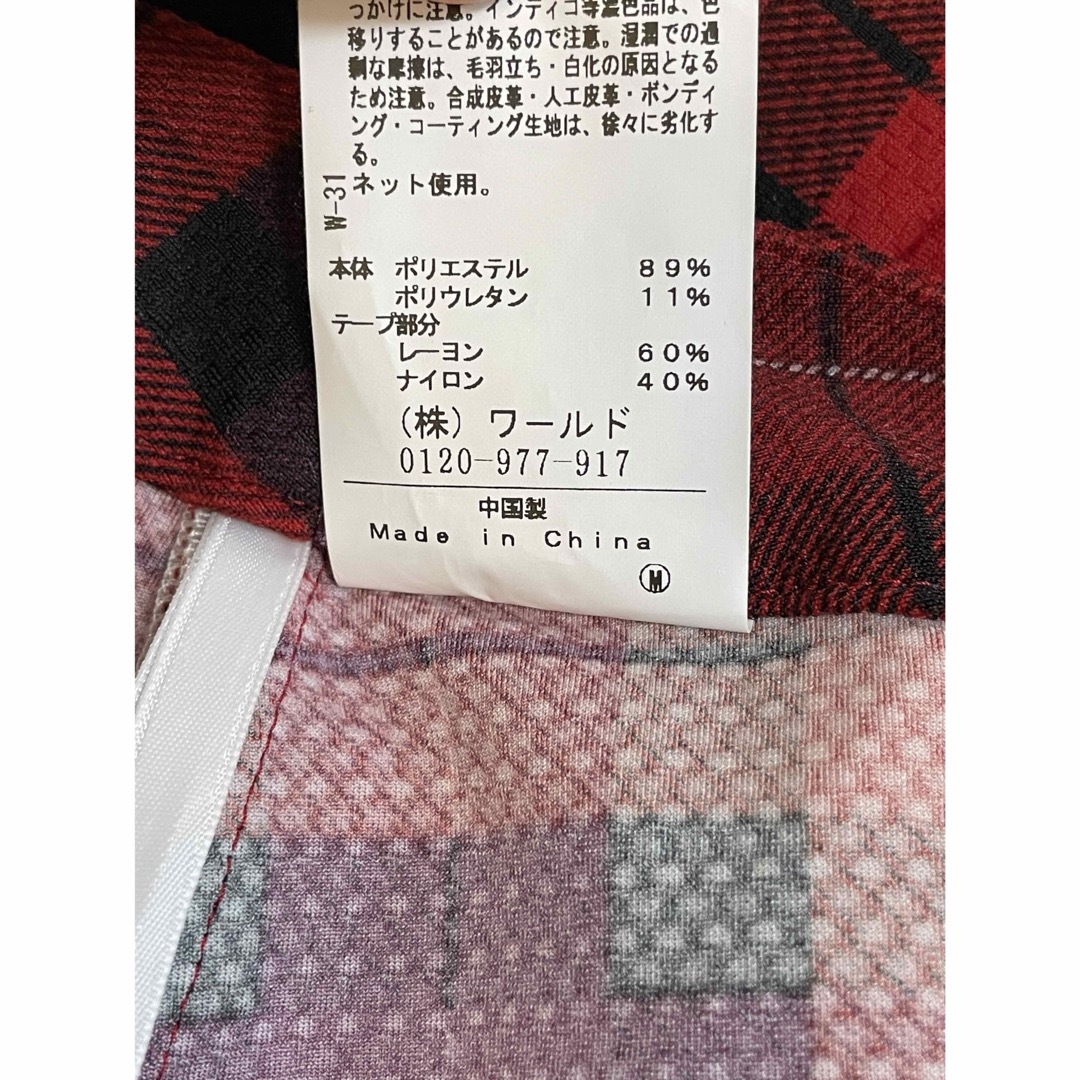 っかけに注意。インディゴ等濃色品は、色
移りすることがあるので注意。湿潤での過
剰な摩擦は、毛羽立ち・白化の原因となる
ため注意。合成皮革・人工皮革・ボンディ
ング・コーティング生地は、徐々に劣化す
る。
ネット使用。
W-31
本体 ポリエステル 89%
ポリウレタン 11%
テープ部分
レーヨン 60%
ナイロン 40%
(株) ワールド
0120-977-917
中国製
Made in China
Ⓜ